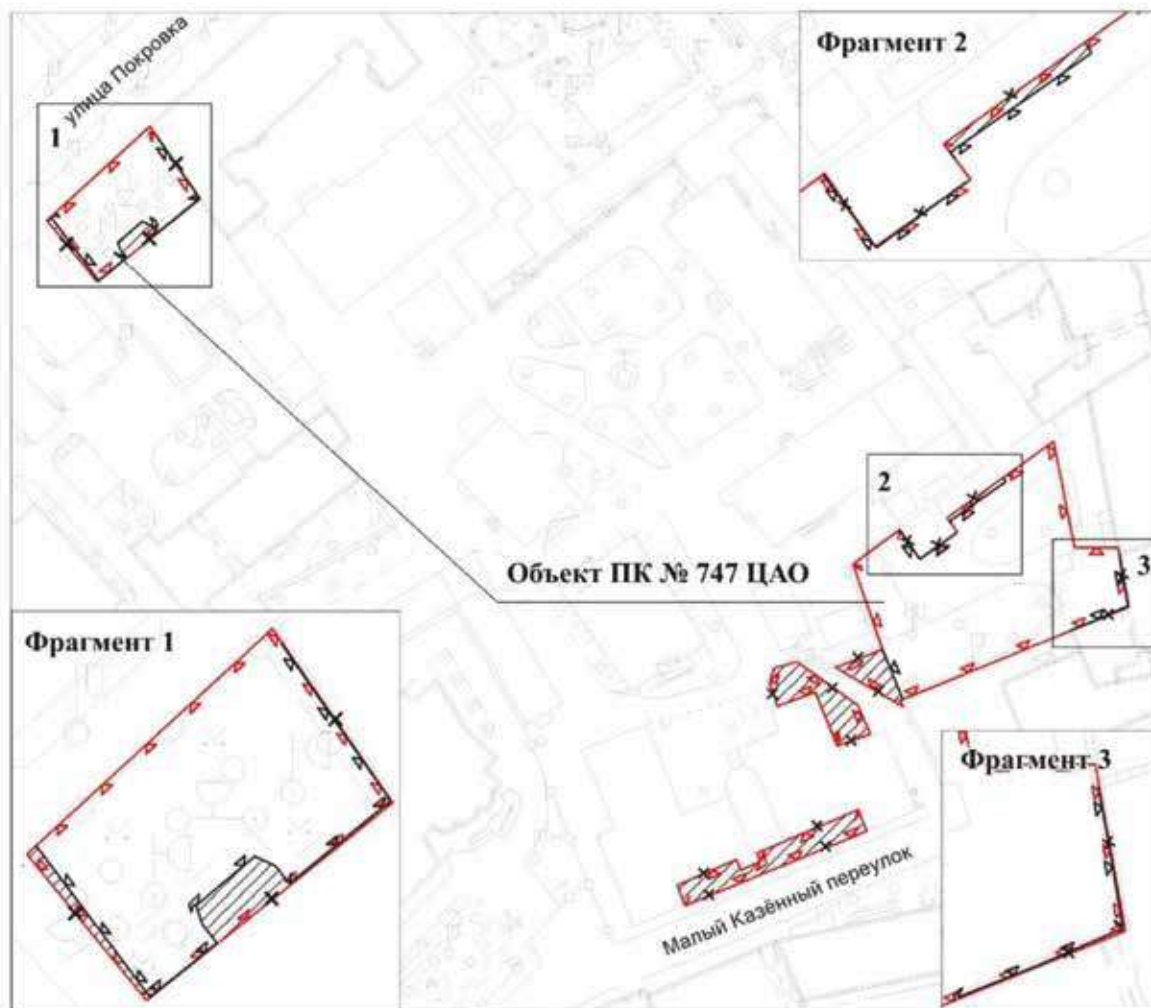 улица Покровка
1
Фрагмент 2
2
Объект ПК № 747 ЦАО
3
Фрагмент 1
Фрагмент 3
Малый Казённый переулок